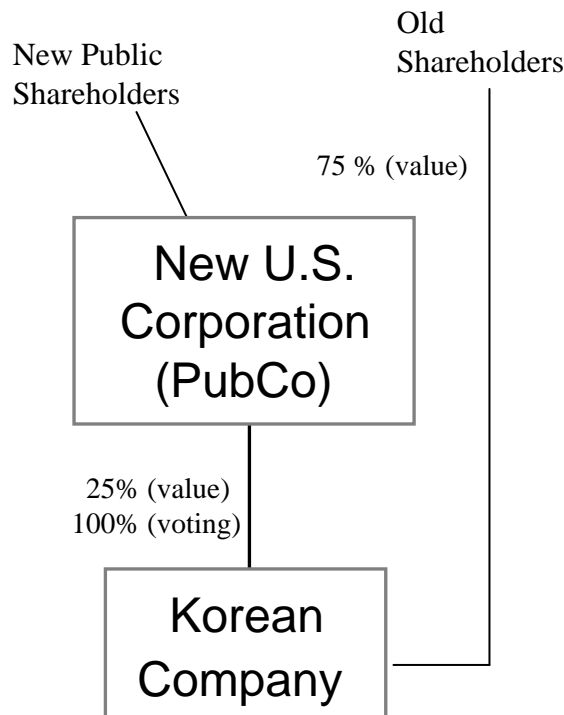 New Public
Shareholders
Old
Shareholders
75 % (value)
New U.S.
Corporation
(PubCo)
25% (value)
100% (voting)
Korean
Company